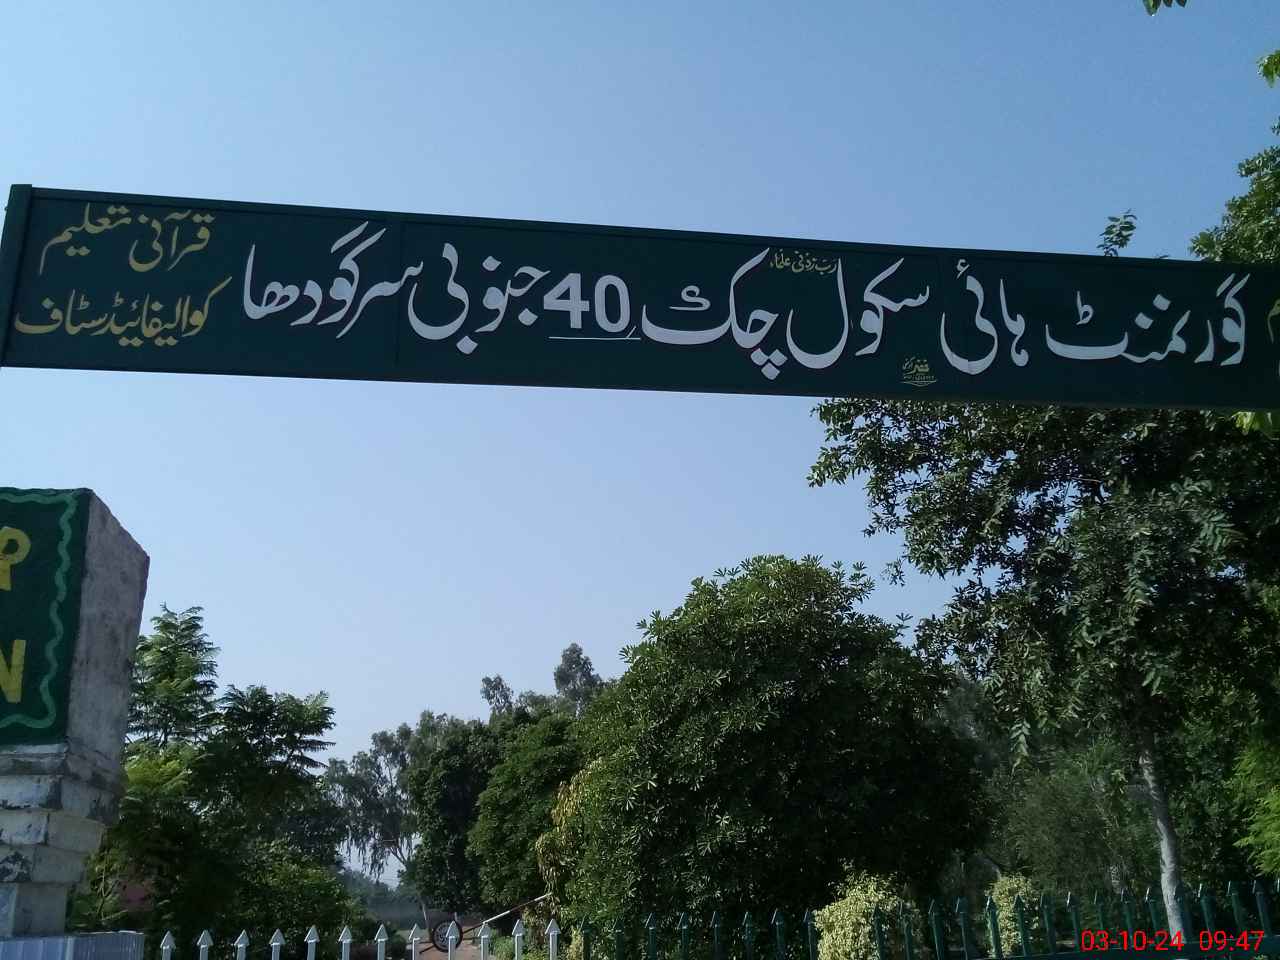 گورنمنٹ ہائی سکول چک 40 جنوبی سرگودھا
رب زدنی علما
قرآنی تعلیم
کوالیفائیڈ سٹاف
R
N
03-10-24 09:47